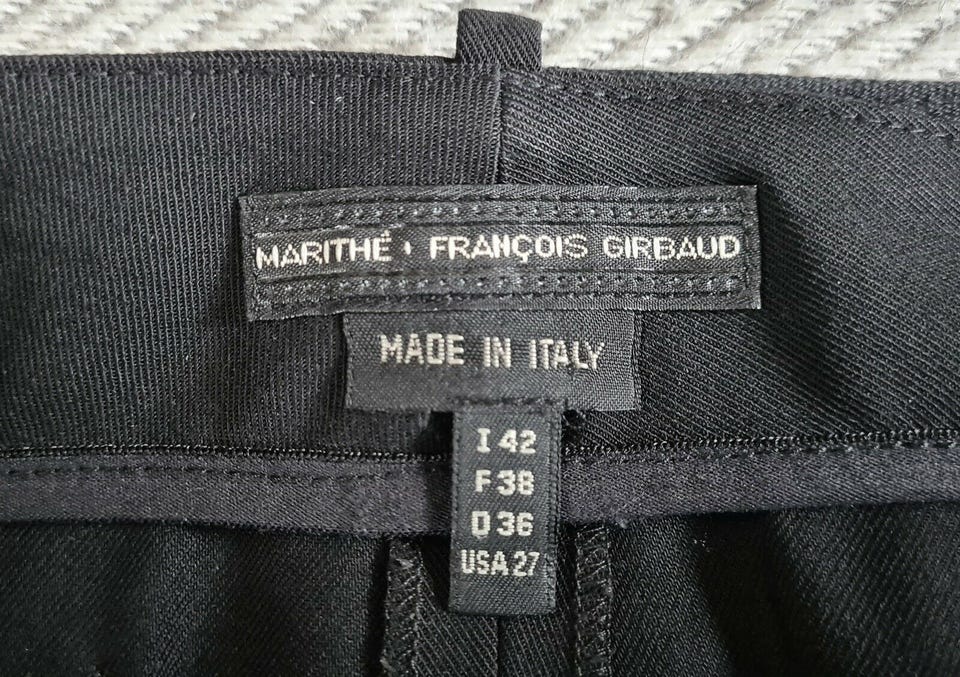 MARITHÉ • FRANÇOIS GIRBAUD
MADE IN ITALY
I 42
F 38
D 36
USA 27